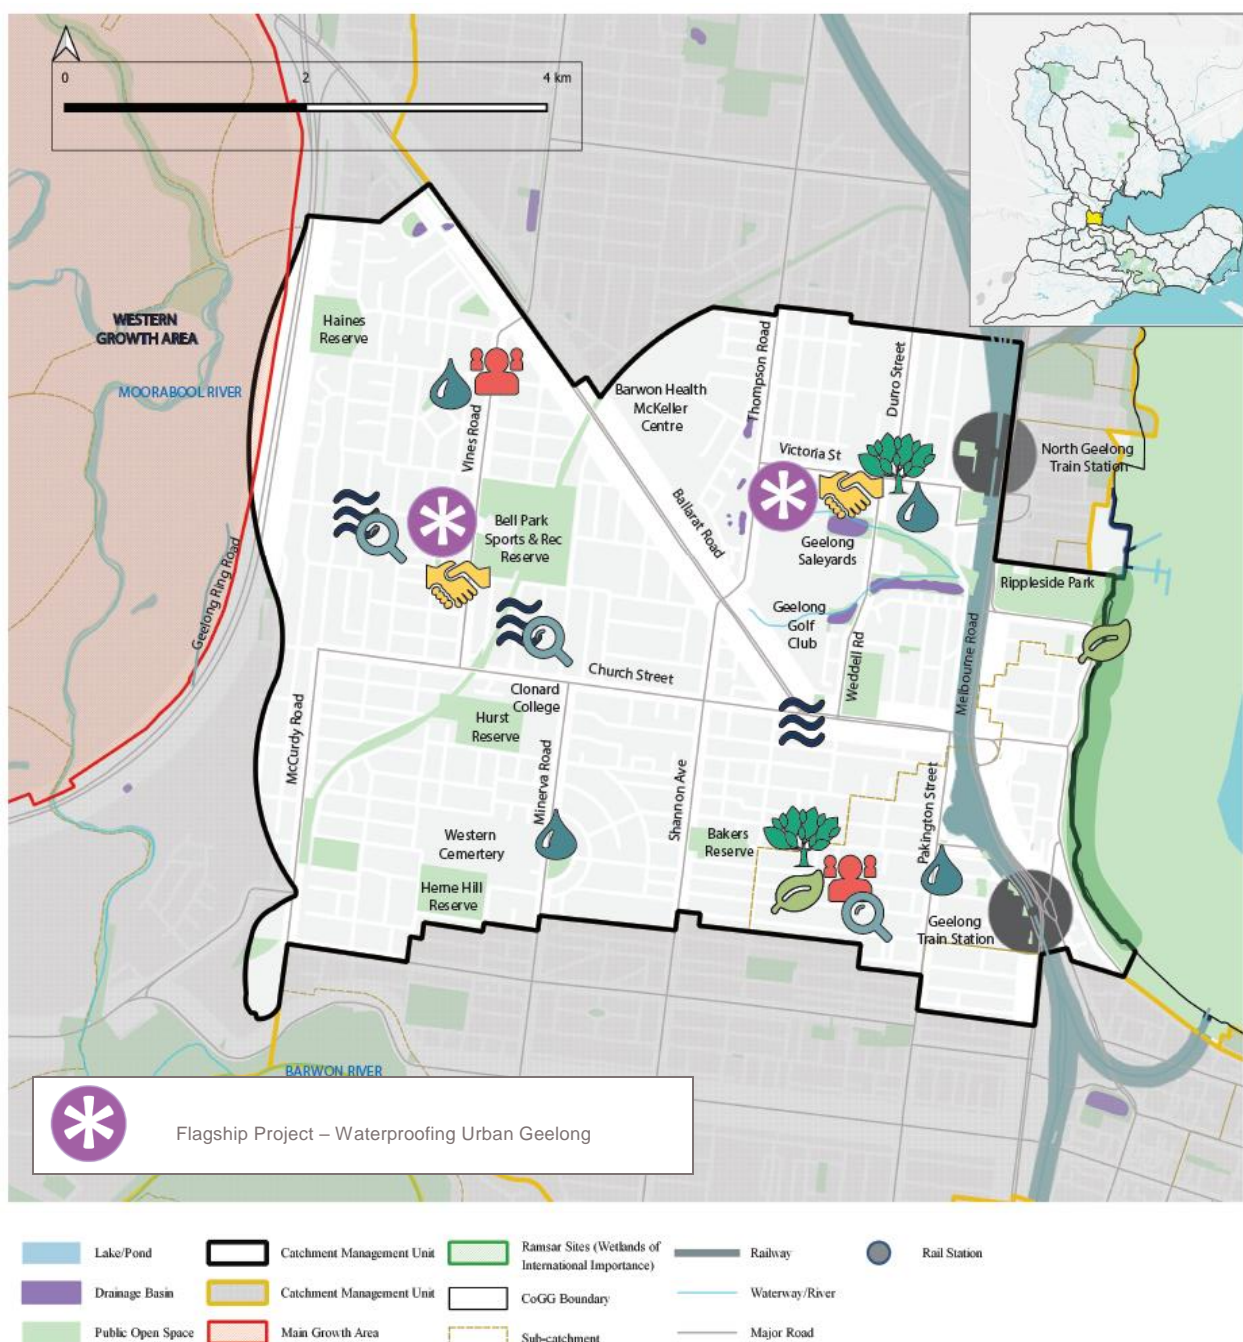 0 2 4 km
WESTERN
GROWTH AREA
MOORABOOL RIVER
Haines
Reserve
Vines Road
Barwon Health
McKeller
Centre
Thompson Road
Durro Street
Victoria St
North Geelong
Train Station
Ballarat Road
Bell Park
Sports & Rec
Reserve
Geelong
Saleyards
Rippleside Park
Geelong Ring Road
Geelong
Golf
Club
Weddell Rd
Melbourne Road
Church Street
Clonard
College
Hurst
Reserve
McCurdy Road
Minerva Road
Shannon Ave
Pakington Street
Western
Cemertery
Bakers
Reserve
Herne Hill
Reserve
Geelong
Train Station
BARWON RIVER
Flagship Project – Waterproofing Urban Geelong
Lake/Pond
Catchment Management Unit
Ramsar Sites (Wetlands of
International Importance)
Railway
Rail Station
Drainage Basin
Catchment Management Unit
CoGG Boundary
Waterway/River
Public Open Space
Main Growth Area
Sub-catchment
Major Road